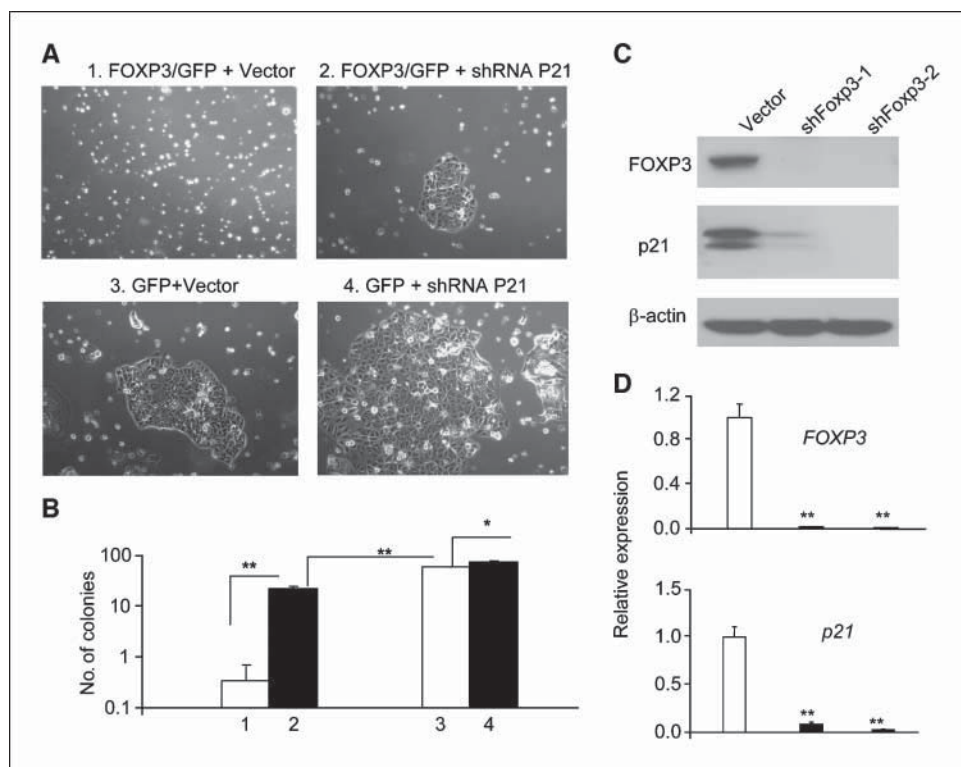 A
1. FOXP3/GFP + Vector
2. FOXP3/GFP + shRNA P21
3. GFP+Vector
4. GFP + shRNA P21
B
No. of colonies
100
10
1
0.1
**
**
*
1 2 3 4
C
Vector
shFoxp3-1
shFoxp3-2
FOXP3
p21
β-actin
D
Relative expression
1.2
0.8
0.4
0.0
FOXP3
** **
1.5
1.0
0.5
0.0
p21
** **